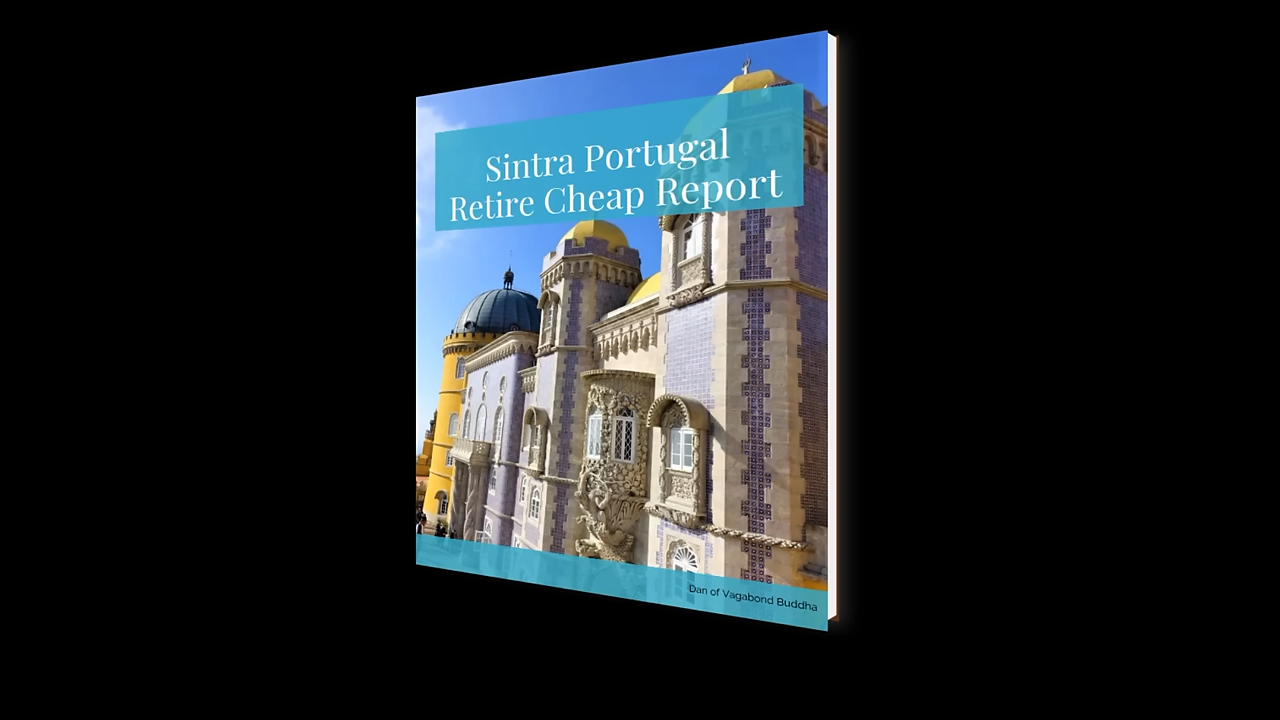 Sintra Portugal
Retire Cheap Report
Dan of Vagabond Buddha